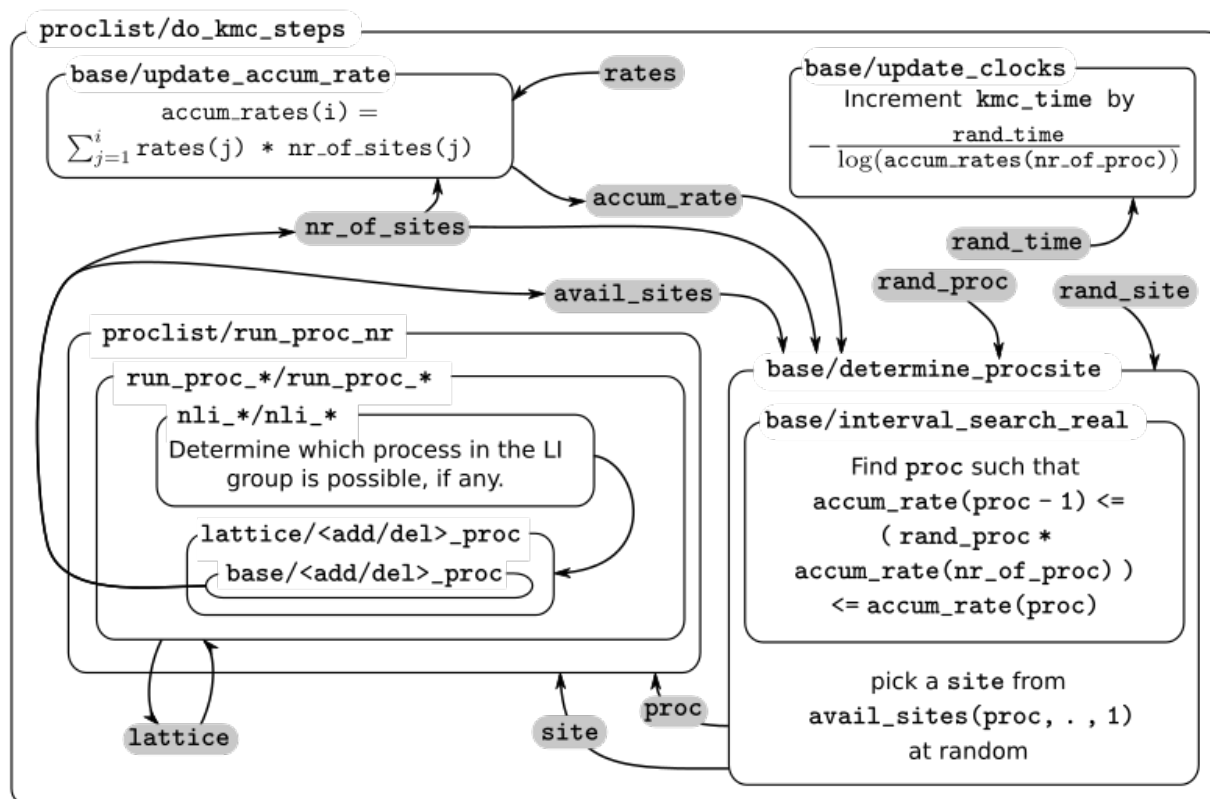 proclist/do_kmc_steps
base/update_accum_rate
accum_rates(i) =
∑_{j=1}^{i} rates(j) * nr_of_sites(j)
rates
base/update_clocks
Increment kmc_time by
− rand_time / log(accum_rates(nr_of_proc))
accum_rate
nr_of_sites
rand_time
avail_sites
rand_proc
rand_site
proclist/run_proc_nr
run_proc_*/run_proc_*
nli_*/nli_*
Determine which process in the LI
group is possible, if any.
lattice/<add/del>_proc
base/<add/del>_proc
lattice
base/determine_procsite
base/interval_search_real
Find proc such that
accum_rate(proc - 1) <=
( rand_proc *
accum_rate(nr_of_proc) )
<= accum_rate(proc)
pick a site from
avail_sites(proc, . , 1)
at random
proc
site